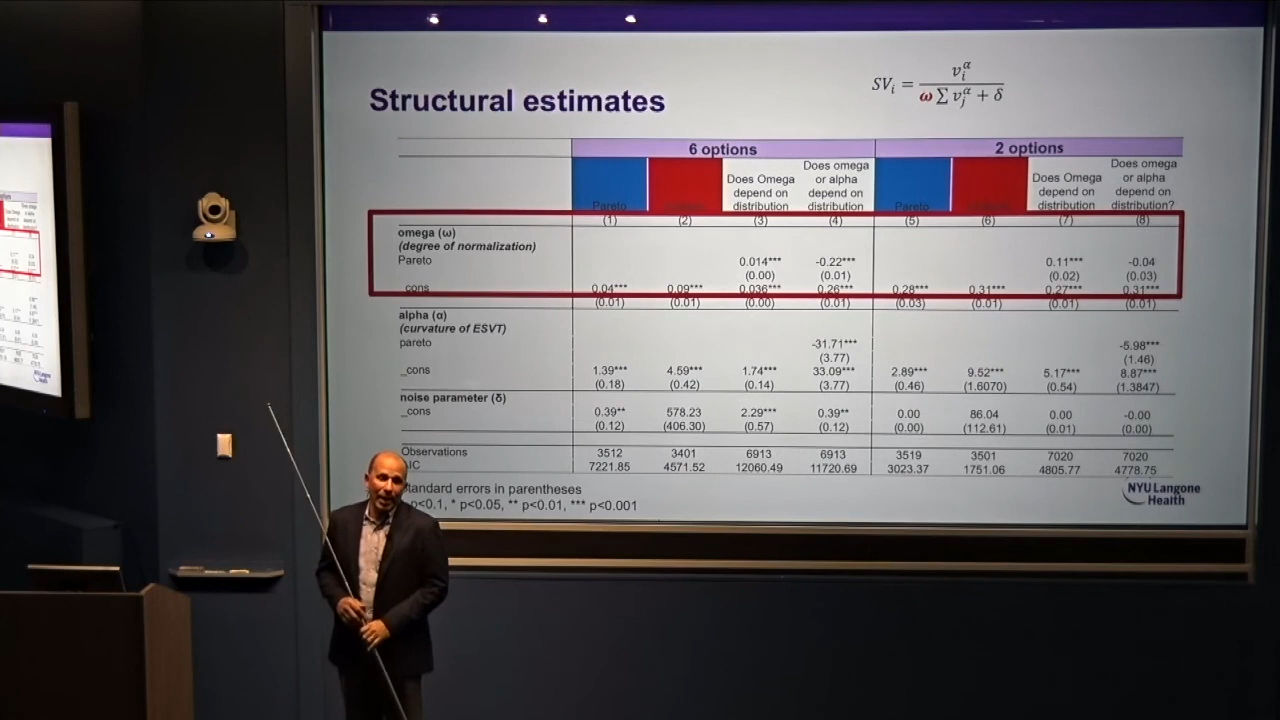 Structural estimates
SVᵢ = vᵢᵅ / (ω ∑ vⱼᵅ + δ)
6 options 2 options
Pareto Does Omega depend on distribution Does omega or alpha depend on distribution Pareto Does Omega depend on distribution Does omega or alpha depend on distribution?
(1) (2) (3) (4) (5) (6) (7) (8)
omega (ω)
(degree of normalization)
Pareto 0.014*** -0.22*** 0.11*** -0.04
(0.00) (0.01) (0.02) (0.03)
_cons 0.04*** 0.09*** 0.036*** 0.26*** 0.28*** 0.31*** 0.27*** 0.31***
(0.01) (0.01) (0.00) (0.01) (0.03) (0.01) (0.01) (0.01)
alpha (α)
(curvature of ESVT)
pareto -31.71*** -5.98***
(3.77) (1.46)
_cons 1.39*** 4.59*** 1.74*** 33.09*** 2.89*** 9.52*** 5.17*** 8.87***
(0.18) (0.42) (0.14) (3.77) (0.46) (1.6070) (0.54) (1.3847)
noise parameter (δ)
_cons 0.39** 578.23 2.29*** 0.39** 0.00 86.04 0.00 -0.00
(0.12) (406.30) (0.57) (0.12) (0.00) (112.61) (0.01) (0.00)
Observations 3512 3401 6913 6913 3519 3501 7020 7020
AIC 7221.85 4571.52 12060.49 11720.69 3023.37 1751.06 4805.77 4778.75
tandard errors in parentheses
p<0.1, * p<0.05, ** p<0.01, *** p<0.001
NYU Langone
Health